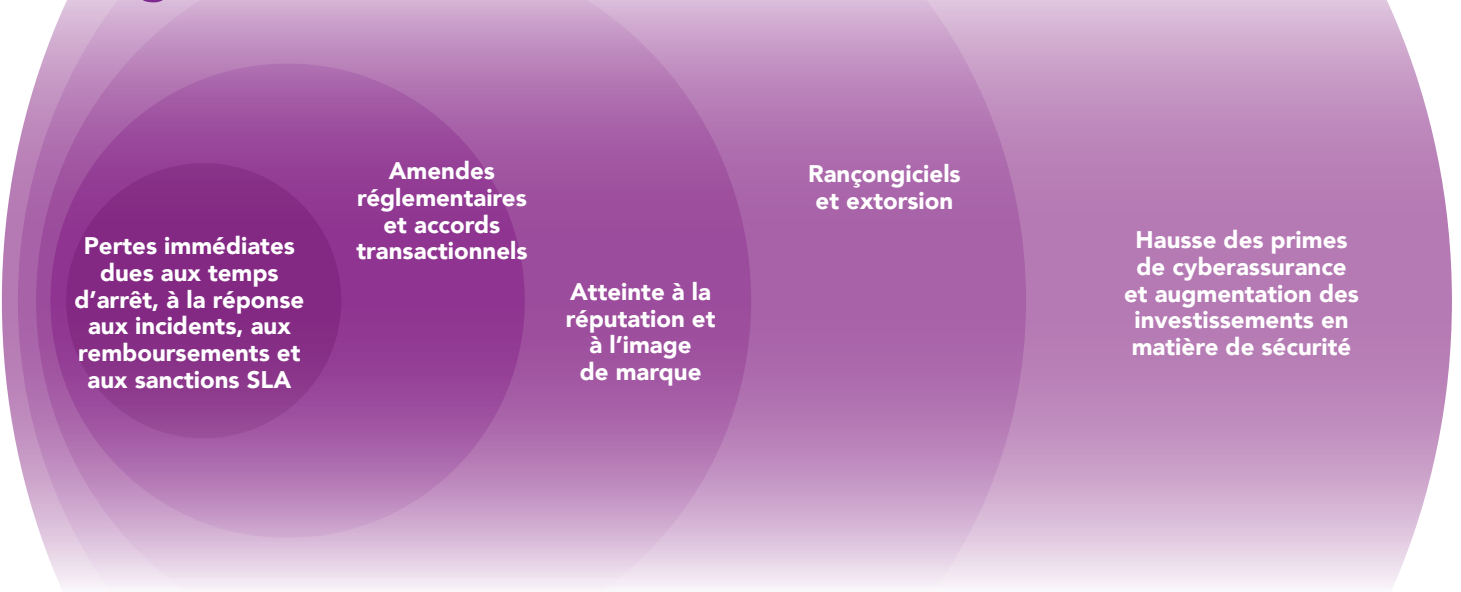 Pertes immédiates
dues aux temps
d’arrêt, à la réponse
aux incidents, aux
remboursements et
aux sanctions SLA
Amendes
réglementaires
et accords
transactionnels
Atteinte à la
réputation et
à l’image
de marque
Rançongiciels
et extorsion
Hausse des primes
de cyberassurance
et augmentation des
investissements en
matière de sécurité